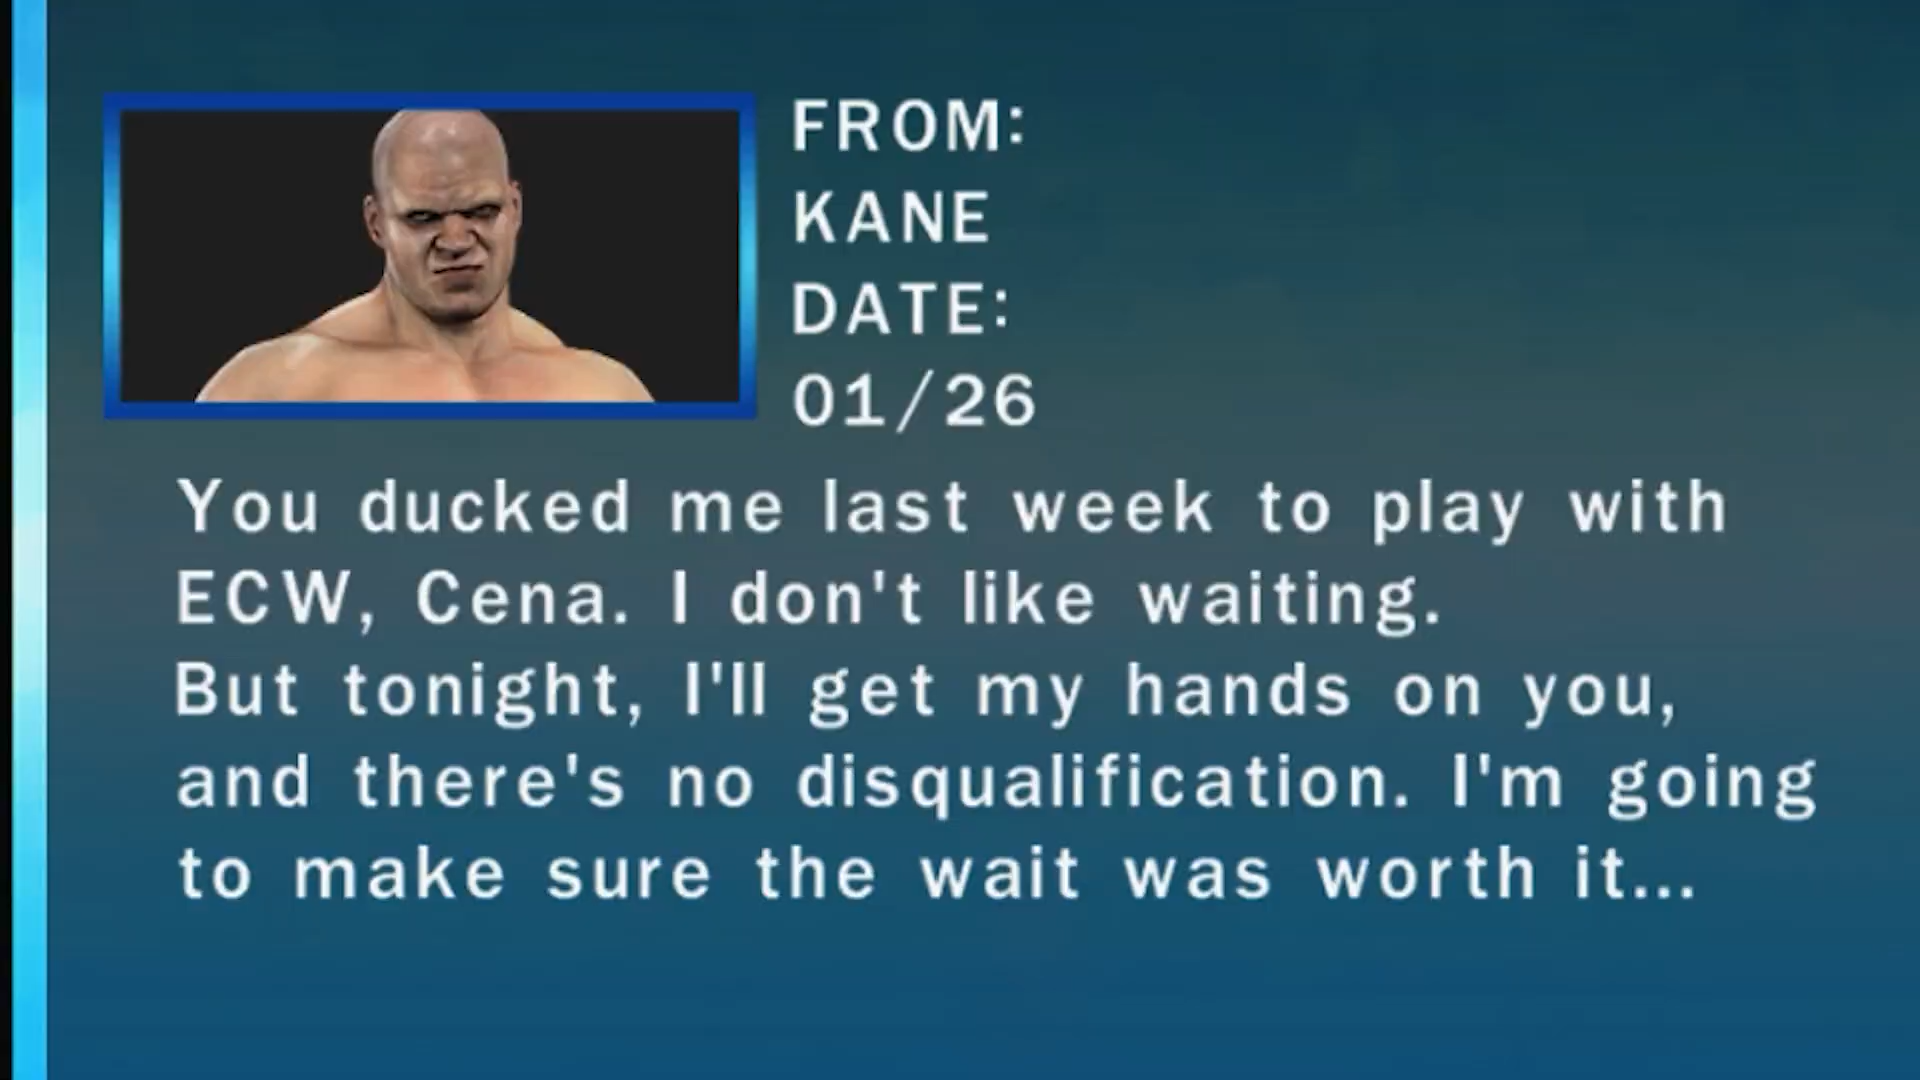 FROM:
KANE
DATE:
01/26
You ducked me last week to play with
ECW, Cena. I don't like waiting.
But tonight, I'll get my hands on you,
and there's no disqualification. I'm going
to make sure the wait was worth it...